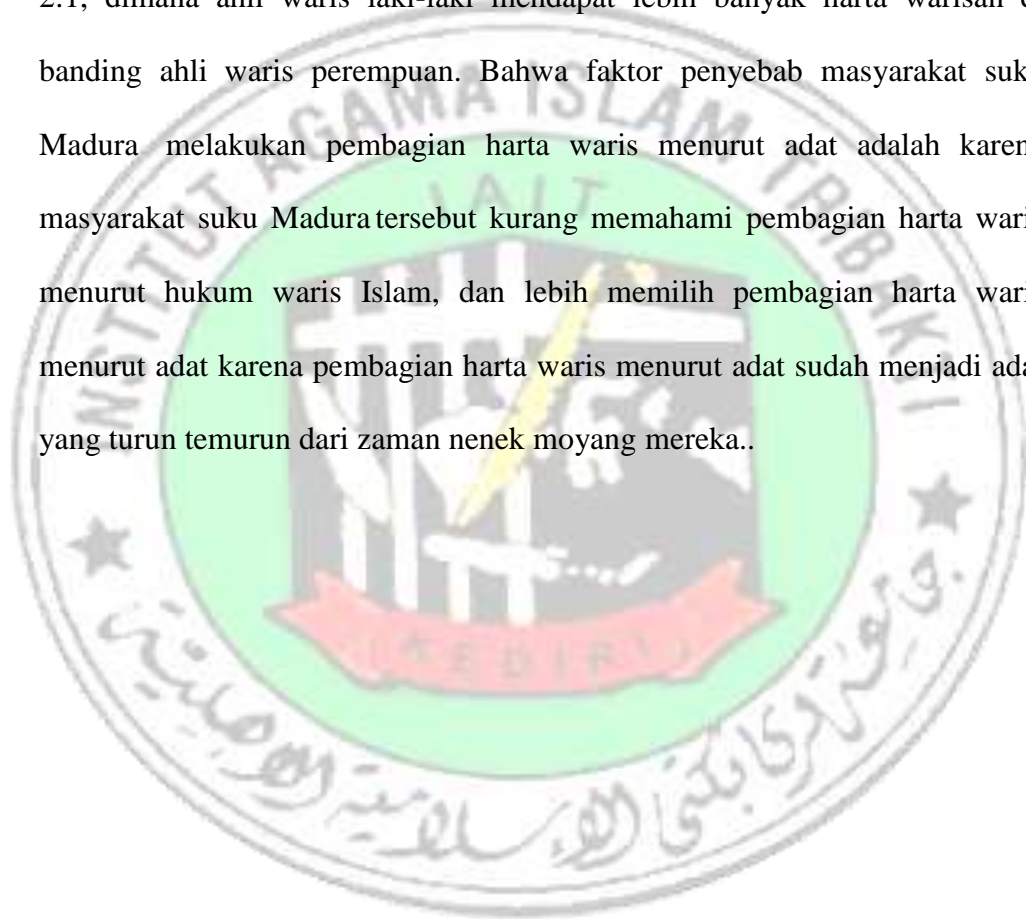 2:1, dimana ahli waris laki-laki mendapat lebih banyak harta warisan
banding ahli waris perempuan. Bahwa faktor penyebab masyarakat suk
Madura melakukan pembagian harta waris menurut adat adalah karen
masyarakat suku Madura tersebut kurang memahami pembagian harta wari
menurut hukum waris Islam, dan lebih memilih pembagian harta wari
menurut adat karena pembagian harta waris menurut adat sudah menjadi ada
yang turun temurun dari zaman nenek moyang mereka..
INSTITUT AGAMA ISLAM TRIBAKTI
IAIT
KEDIRI